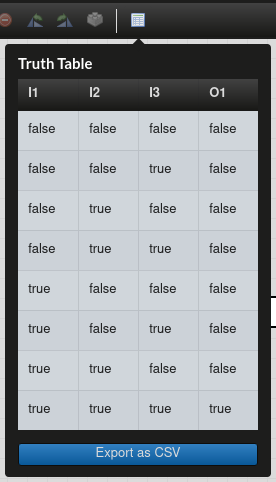 Truth Table
I1 I2 I3 O1
false false false false
false false true false
false true false false
false true true false
true false false false
true false true false
true true false false
true true true true
Export as CSV